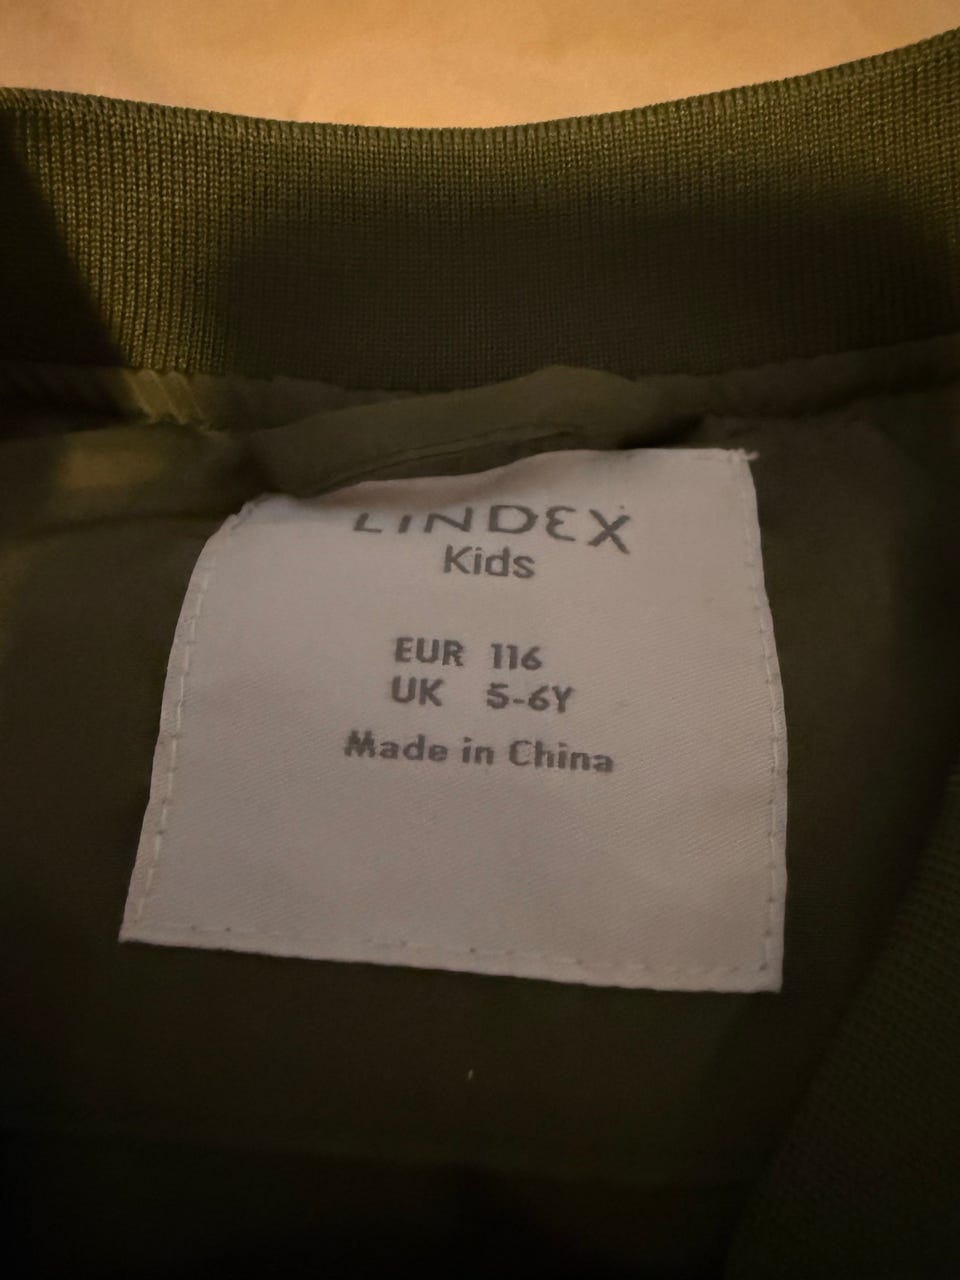 LINDEX
Kids
EUR 116
UK 5-6Y
Made in China